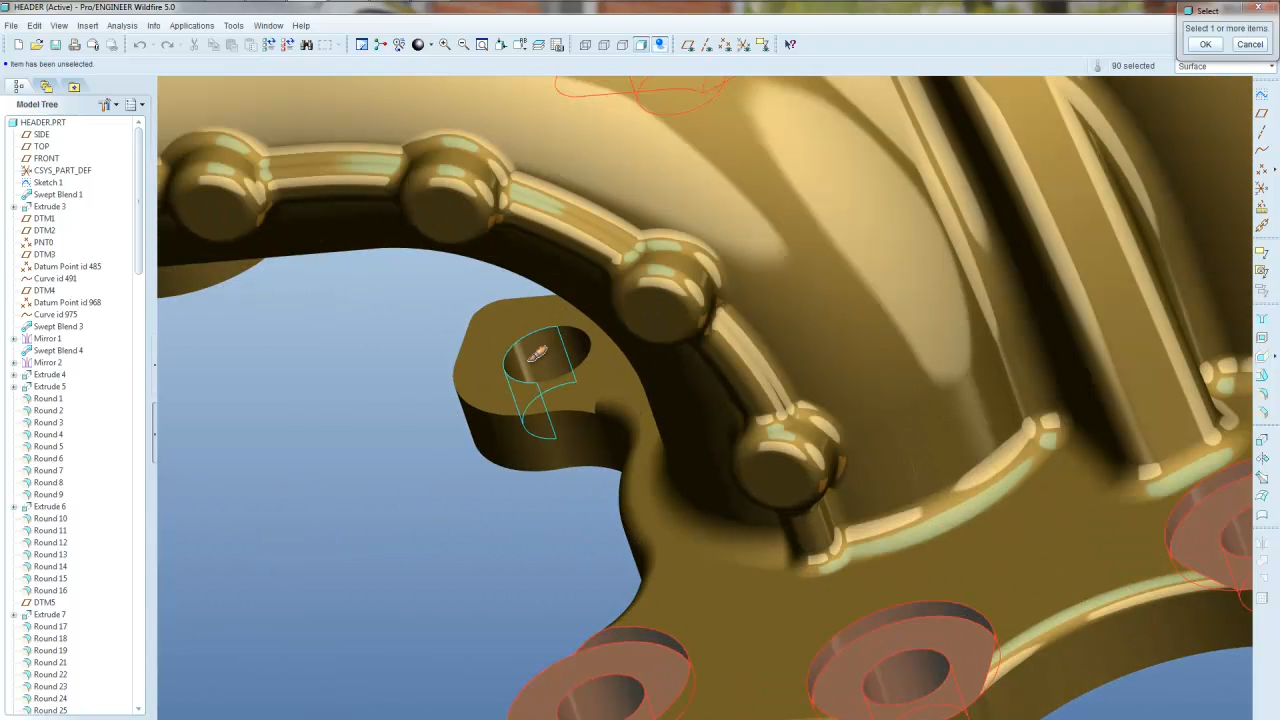 HEADER (Active) - Pro/ENGINEER Wildfire 5.0
Select
File Edit View Insert Analysis Info Applications Tools Window Help
Select 1 or more items.
OK Cancel
Item has been unselected.
90 selected
Surface
Model Tree
HEADER.PRT
SIDE
TOP
FRONT
CSYS_PART_DEF
Sketch 1
Swept Blend 1
Extrude 3
DTM1
DTM2
PNT0
DTM3
Datum Point id 485
Curve id 491
DTM4
Datum Point id 968
Curve id 975
Swept Blend 3
Mirror 1
Swept Blend 4
Mirror 2
Extrude 4
Extrude 5
Round 1
Round 2
Round 3
Round 4
Round 5
Round 6
Round 7
Round 8
Round 9
Extrude 6
Round 10
Round 11
Round 12
Round 13
Round 14
Round 15
Round 16
DTM5
Extrude 7
Round 17
Round 18
Round 19
Round 21
Round 22
Round 23
Round 24
Round 25